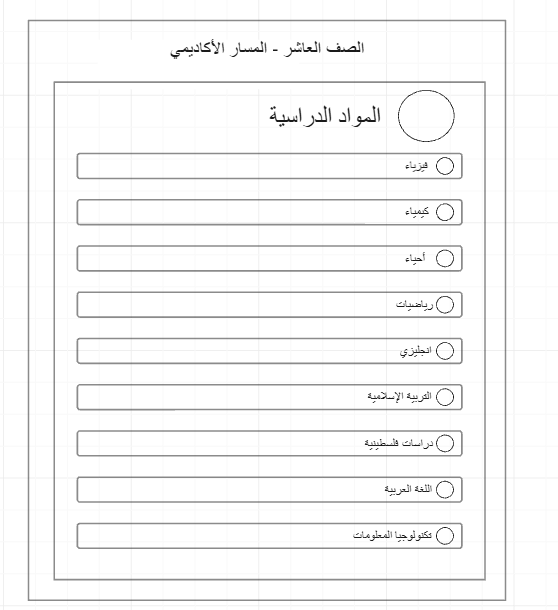 الصف العاشر - المسار الأكاديمي
المواد الدراسية
فيزياء
كيمياء
أحياء
رياضيات
انجليزي
التربية الإسلامية
دراسات فلسطينية
اللغة العربية
تكنولوجيا المعلومات